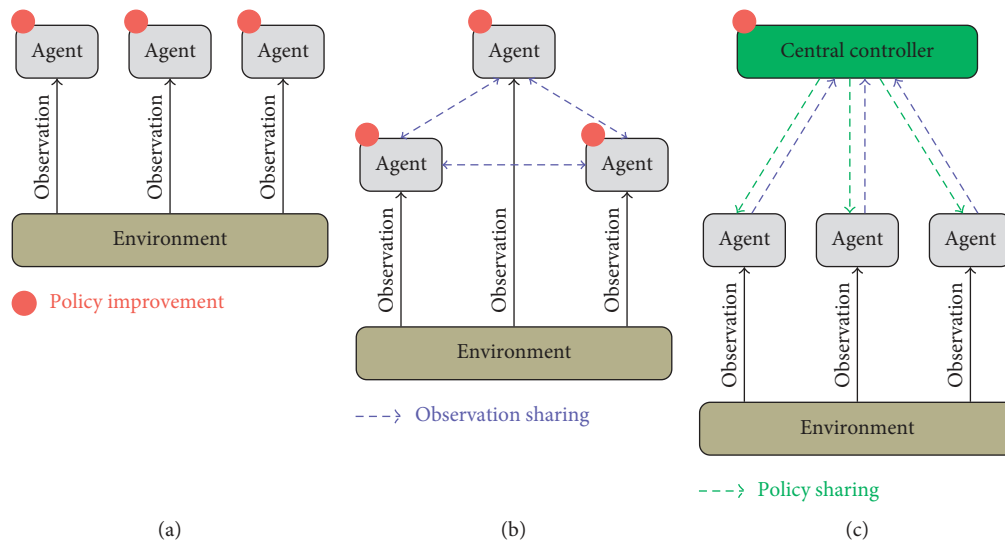 Agent
Agent
Agent
Observation
Observation
Observation
Environment
Policy improvement
(a)
Agent
Agent
Agent
Observation
Observation
Observation
Environment
Observation sharing
(b)
Central controller
Agent
Agent
Agent
Observation
Observation
Observation
Environment
Policy sharing
(c)